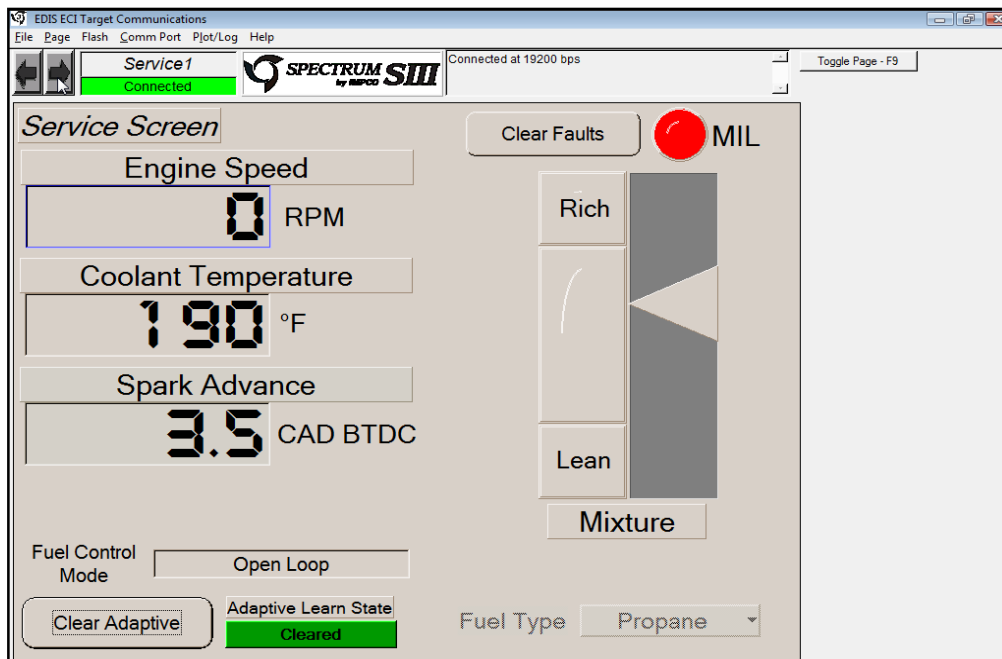 EDIS ECI Target Communications
File Page Flash Comm Port Plot/Log Help
Service1
Connected
SPECTRUM SIII
by IMPCO
Connected at 19200 bps
Toggle Page - F9
Service Screen
Clear Faults
MIL
Engine Speed
0 RPM
Rich
Coolant Temperature
190 °F
Spark Advance
3.5 CAD BTDC
Lean
Mixture
Fuel Control
Mode
Open Loop
Clear Adaptive
Adaptive Learn State
Cleared
Fuel Type
Propane